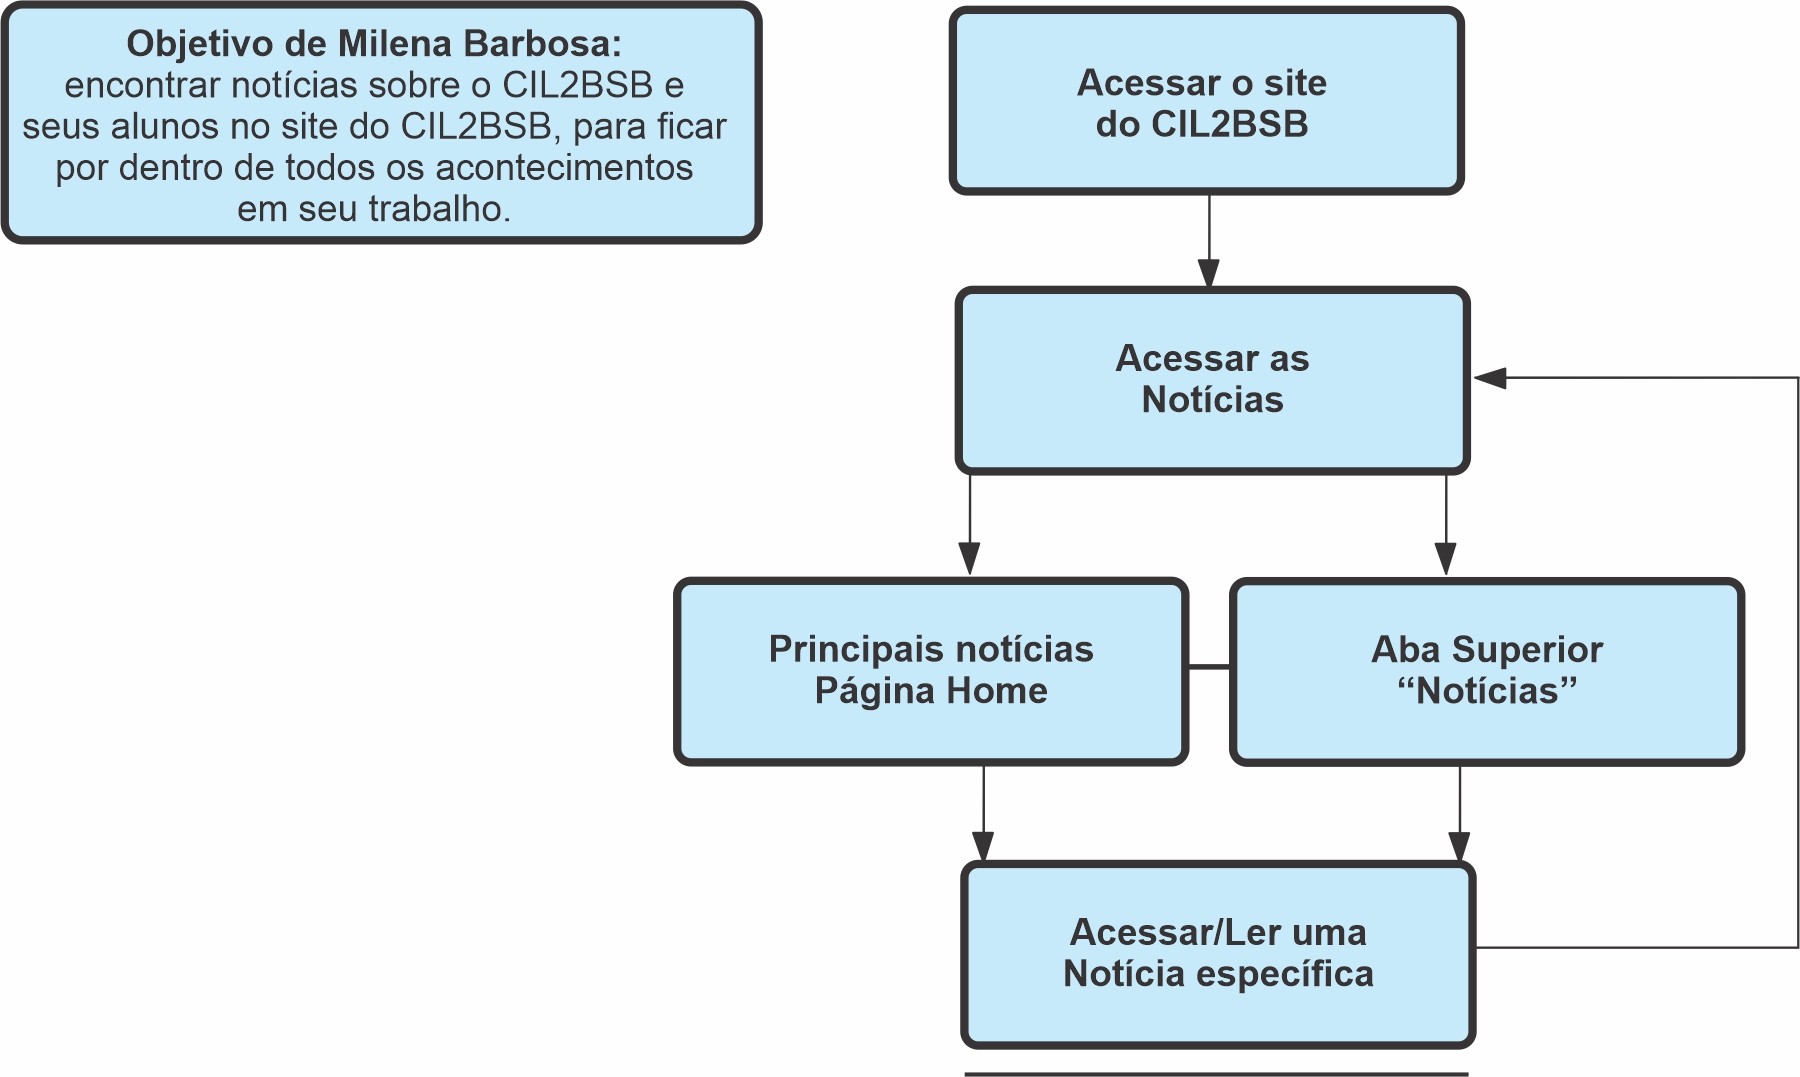 Objetivo de Milena Barbosa:
encontrar notícias sobre o CIL2BSB e
seus alunos no site do CIL2BSB, para ficar
por dentro de todos os acontecimentos
em seu trabalho.
Acessar o site
do CIL2BSB
Acessar as
Notícias
Principais notícias
Página Home
Aba Superior
“Notícias”
Acessar/Ler uma
Notícia específica